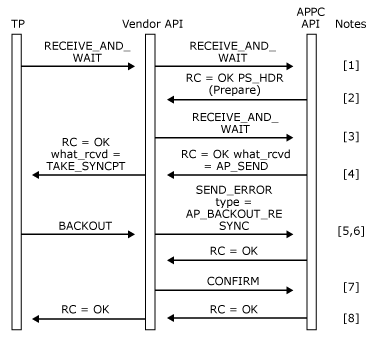 TP
Vendor API
APPC
API
Notes
RECEIVE_AND_
WAIT
RECEIVE_AND_
WAIT
[1]
RC = OK PS_HDR
(Prepare)
[2]
RECEIVE_AND_
WAIT
[3]
RC = OK
what_rcvd =
TAKE_SYNCPT
RC = OK what_rcvd
= AP_SEND
[4]
BACKOUT
SEND_ERROR
type =
AP_BACKOUT_RE
SYNC
[5,6]
RC = OK
CONFIRM
[7]
RC = OK
RC = OK
[8]